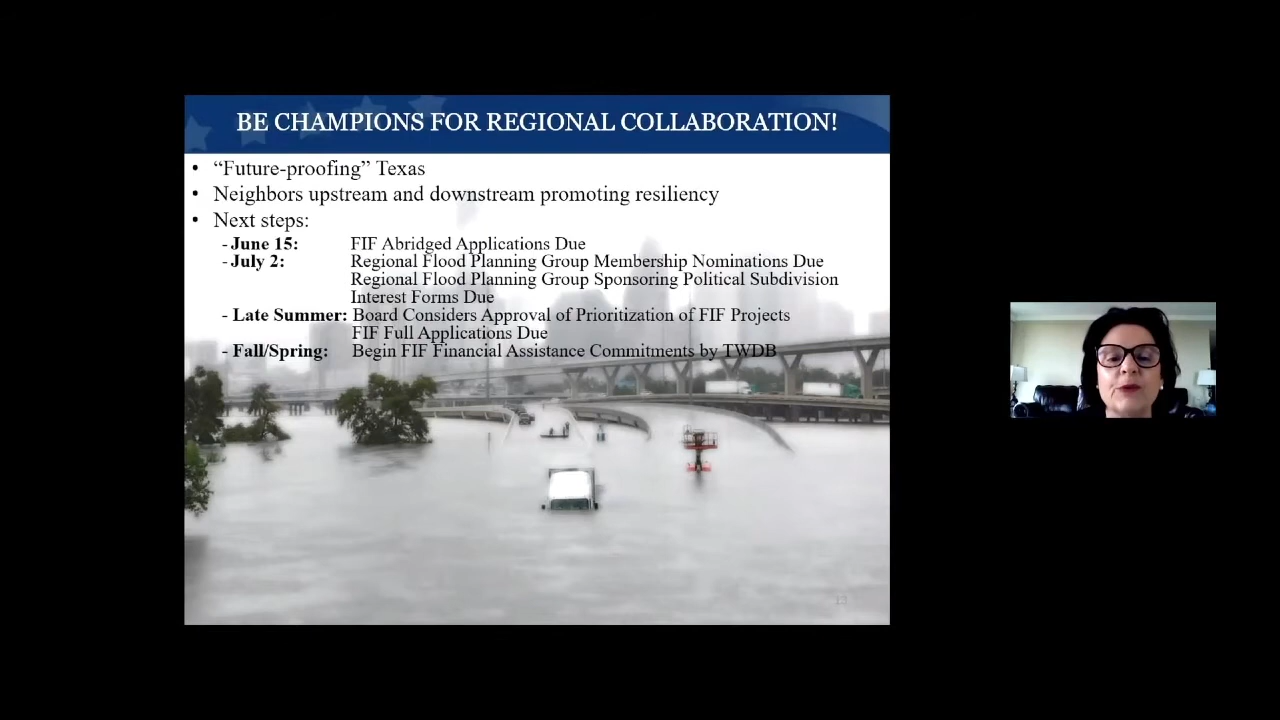 BE CHAMPIONS FOR REGIONAL COLLABORATION!
• “Future-proofing” Texas
• Neighbors upstream and downstream promoting resiliency
• Next steps:
- June 15: FIF Abridged Applications Due
- July 2: Regional Flood Planning Group Membership Nominations Due
Regional Flood Planning Group Sponsoring Political Subdivision
Interest Forms Due
- Late Summer: Board Considers Approval of Prioritization of FIF Projects
FIF Full Applications Due
- Fall/Spring: Begin FIF Financial Assistance Commitments by TWDB